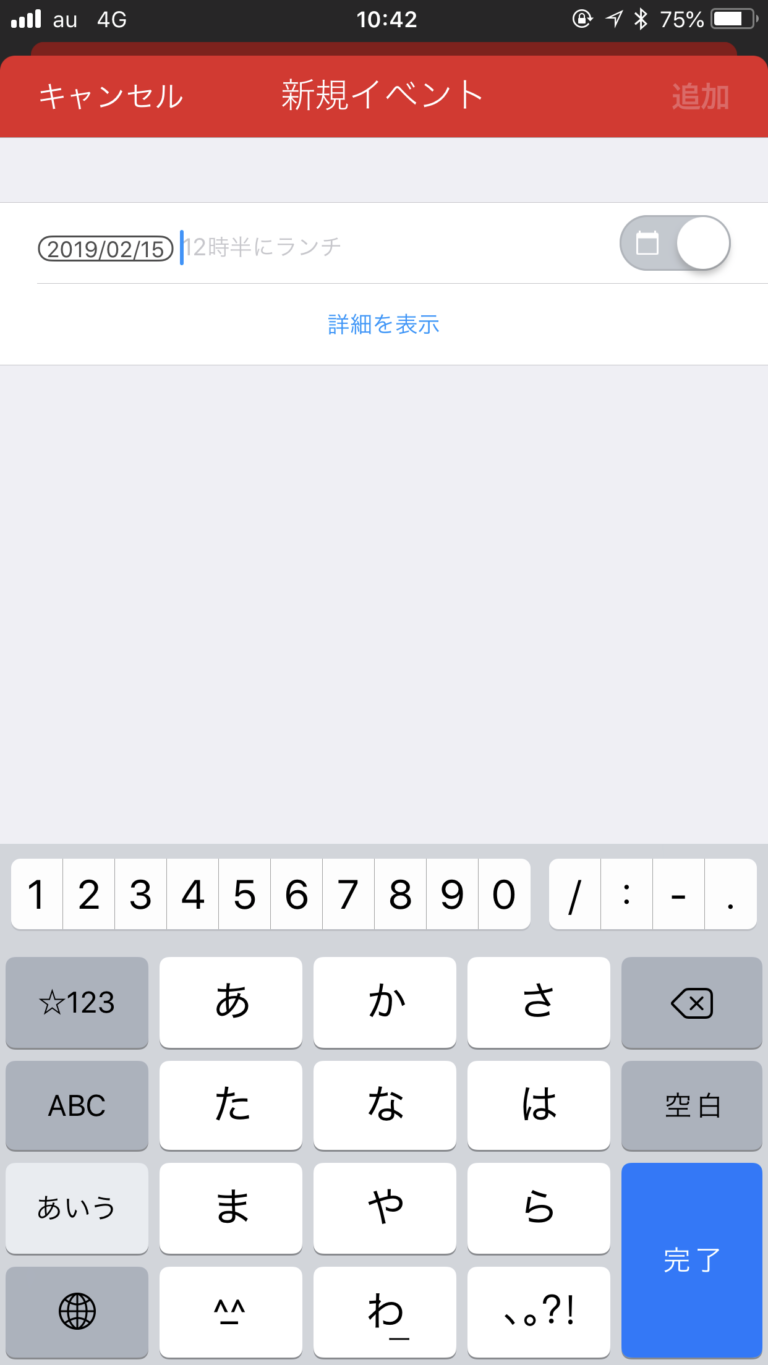 au 4G 10:42 75%
キャンセル 新規イベント 追加
2019/02/15 12時半にランチ
詳細を表示
1 2 3 4 5 6 7 8 9 0 / : - .
☆123 あ か さ
ABC た な は 空白
あいう ま や ら
完了
^^ わ 、。?!